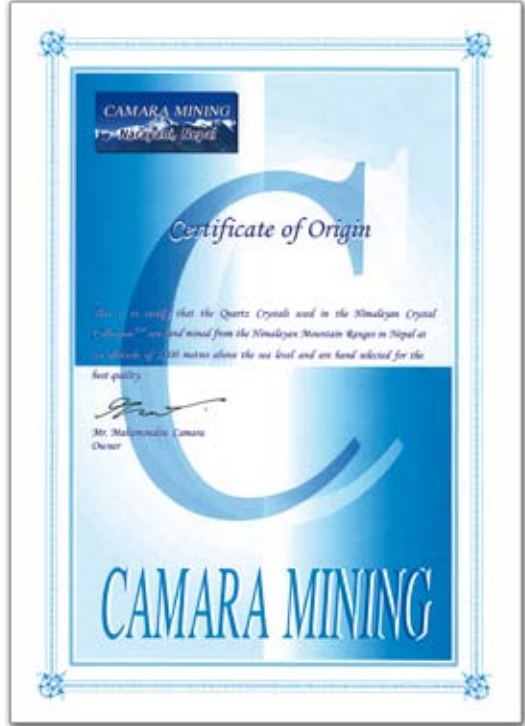 CAMARA MINING
Narayani, Nepal
Certificate of Origin
This is to certify that the Quartz Crystals used in the Himalayan Crystal
Collection are mined from the Himalayan Mountain Ranges in Nepal at
an altitude of metres above the sea level and are hand selected for the
best quality.
Mr. Camara
Owner
CAMARA MINING